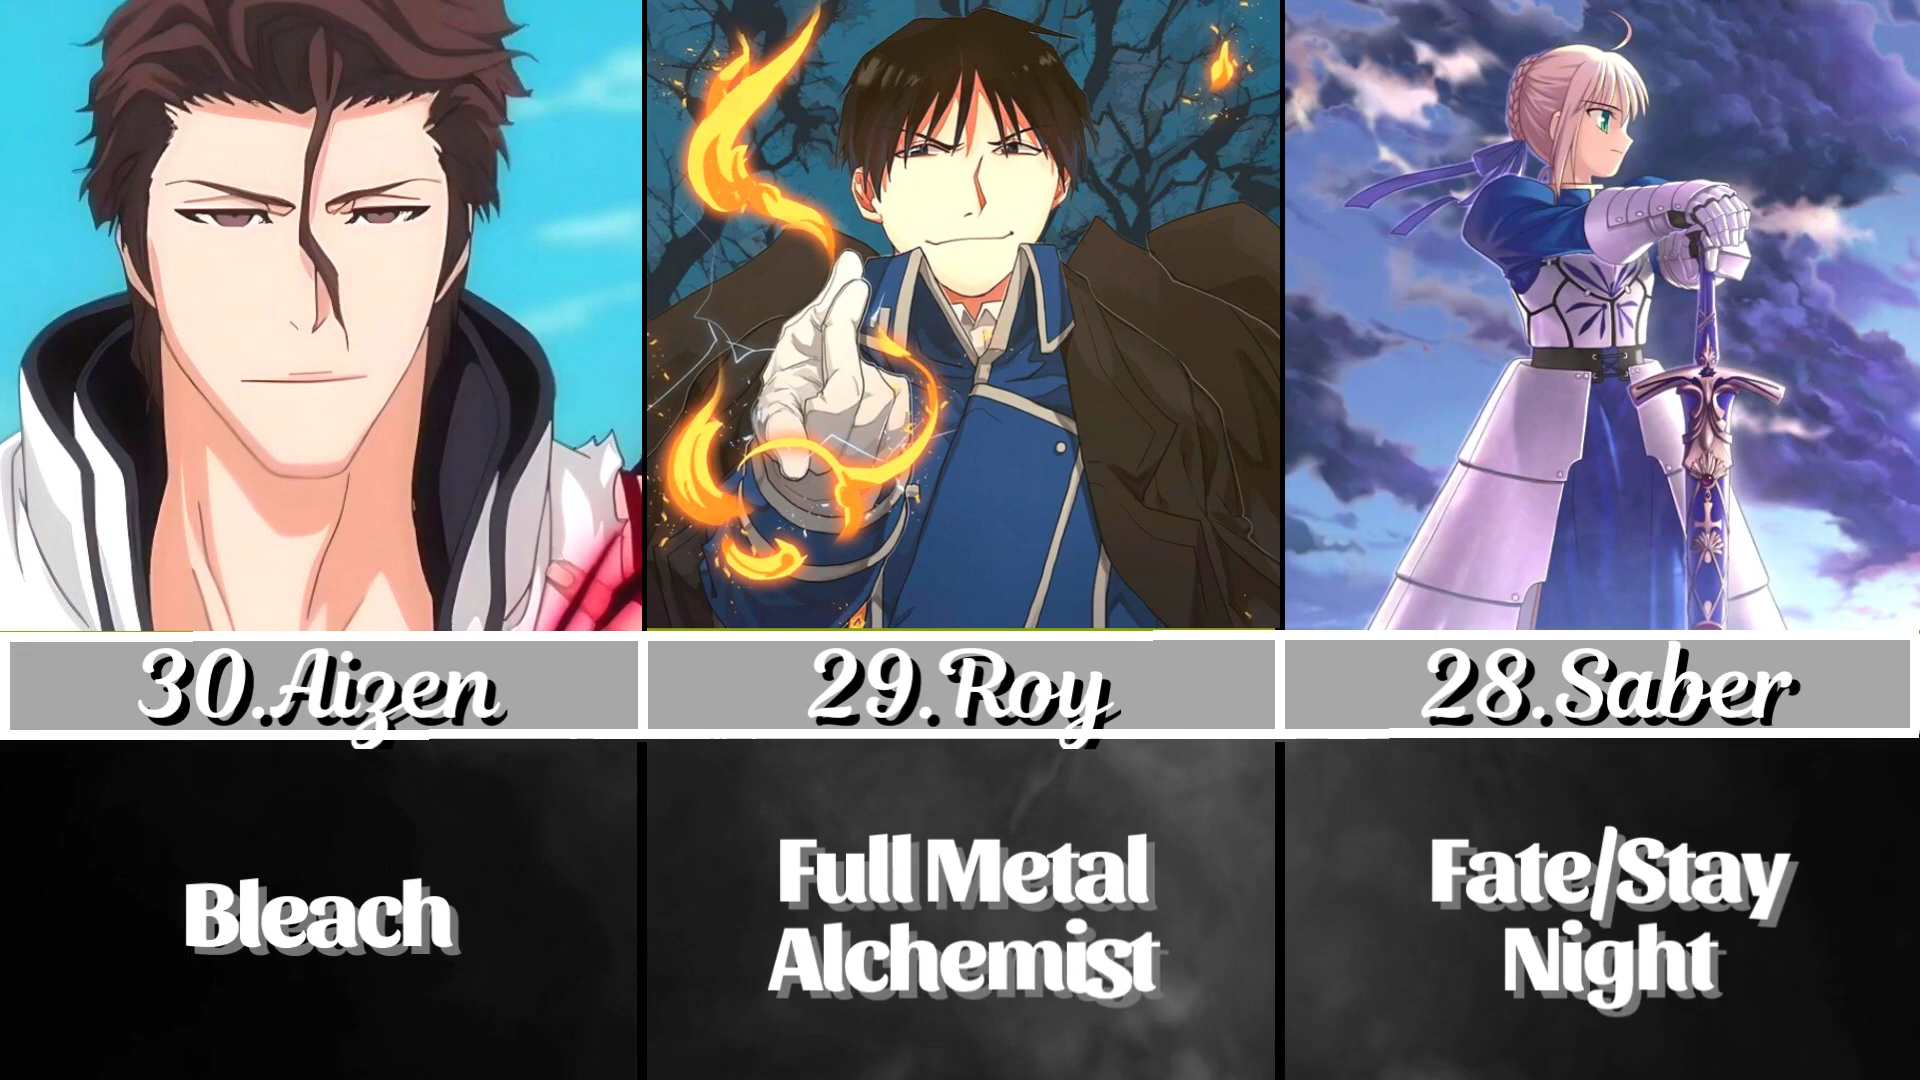 30.Aizen
29.Roy
28.Saber
Bleach
Full Metal
Alchemist
Fate/Stay
Night